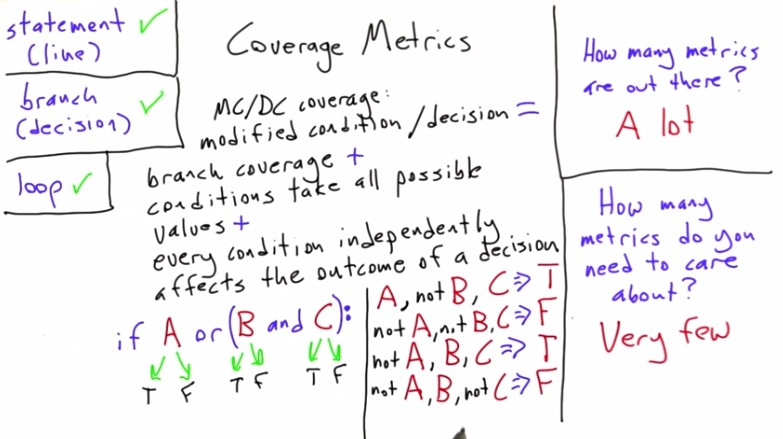 statement ✓
(line)
branch ✓
(decision)
loop ✓
Coverage Metrics
MC/DC coverage:
modified condition/decision =
branch coverage +
conditions take all possible
values +
every condition independently
affects the outcome of a decision
if A or (B and C):
T F T F T F
A, not B, C ⇒ T
not A, not B, C ⇒ F
not A, B, C ⇒ T
not A, B, not C ⇒ F
How many metrics
are out there?
A lot
How many
metrics do you
need to care
about?
Very few